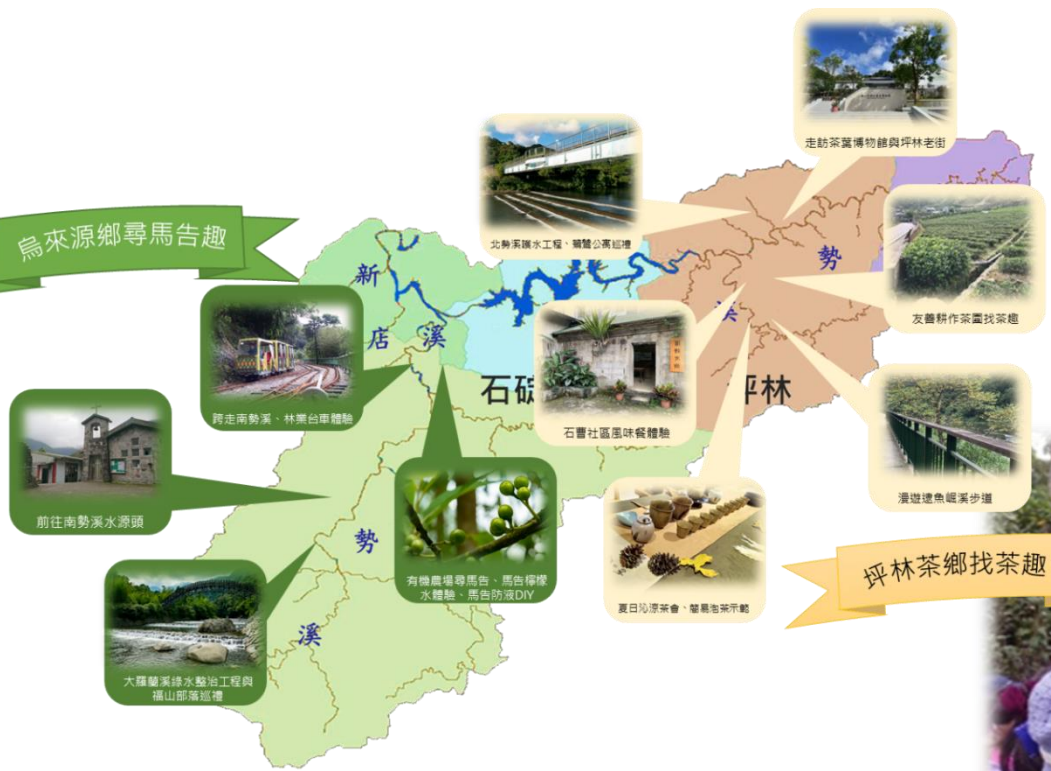 走訪茶葉博物館與坪林老街
北勢溪護水工程、鷺鷥公寓巡禮
烏來源鄉尋馬告趣
新
店
溪
勢
溪
友善耕作茶園找茶趣
跨走南勢溪、林業台車體驗
石碇
坪林
石曹社區風味餐體驗
漫遊逮魚崛溪步道
前往南勢溪水源頭
勢
溪
有機農場尋馬告、馬告檸檬
水體驗、馬告防液DIY
夏日沁涼茶會、簡易泡茶示範
坪林茶鄉找茶趣
大羅蘭溪綠水整治工程與
福山部落巡禮